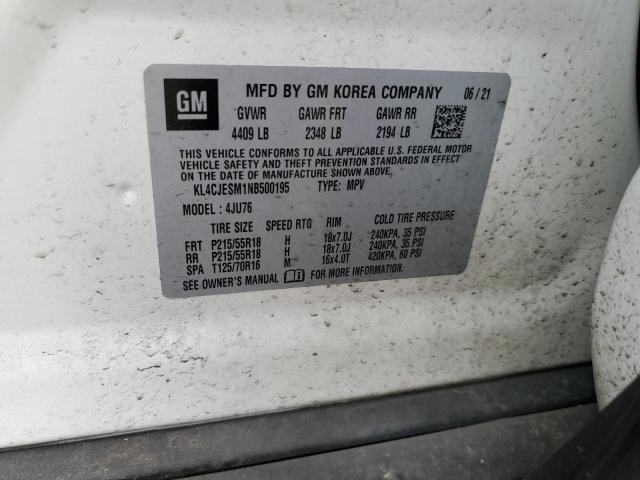 GM
MFD BY GM KOREA COMPANY 06/21
GVWR GAWR FRT GAWR RR
4409 LB 2348 LB 2194 LB
THIS VEHICLE CONFORMS TO ALL APPLICABLE U.S. FEDERAL MOTOR
VEHICLE SAFETY AND THEFT PREVENTION STANDARDS IN EFFECT
ON THE DATE OF MANUFACTURE SHOWN ABOVE.
KL4CJESM1NB500195 TYPE: MPV
MODEL: 4JU76
TIRE SIZE SPEED RTG RIM COLD TIRE PRESSURE
FRT P215/55R18 H 18x7.0J 240KPA, 35 PSI
RR P215/55R18 H 18x7.0J 240KPA, 35 PSI
SPA T125/70R16 M 16x4.0T 420KPA, 60 PSI
SEE OWNER'S MANUAL FOR MORE INFORMATION.